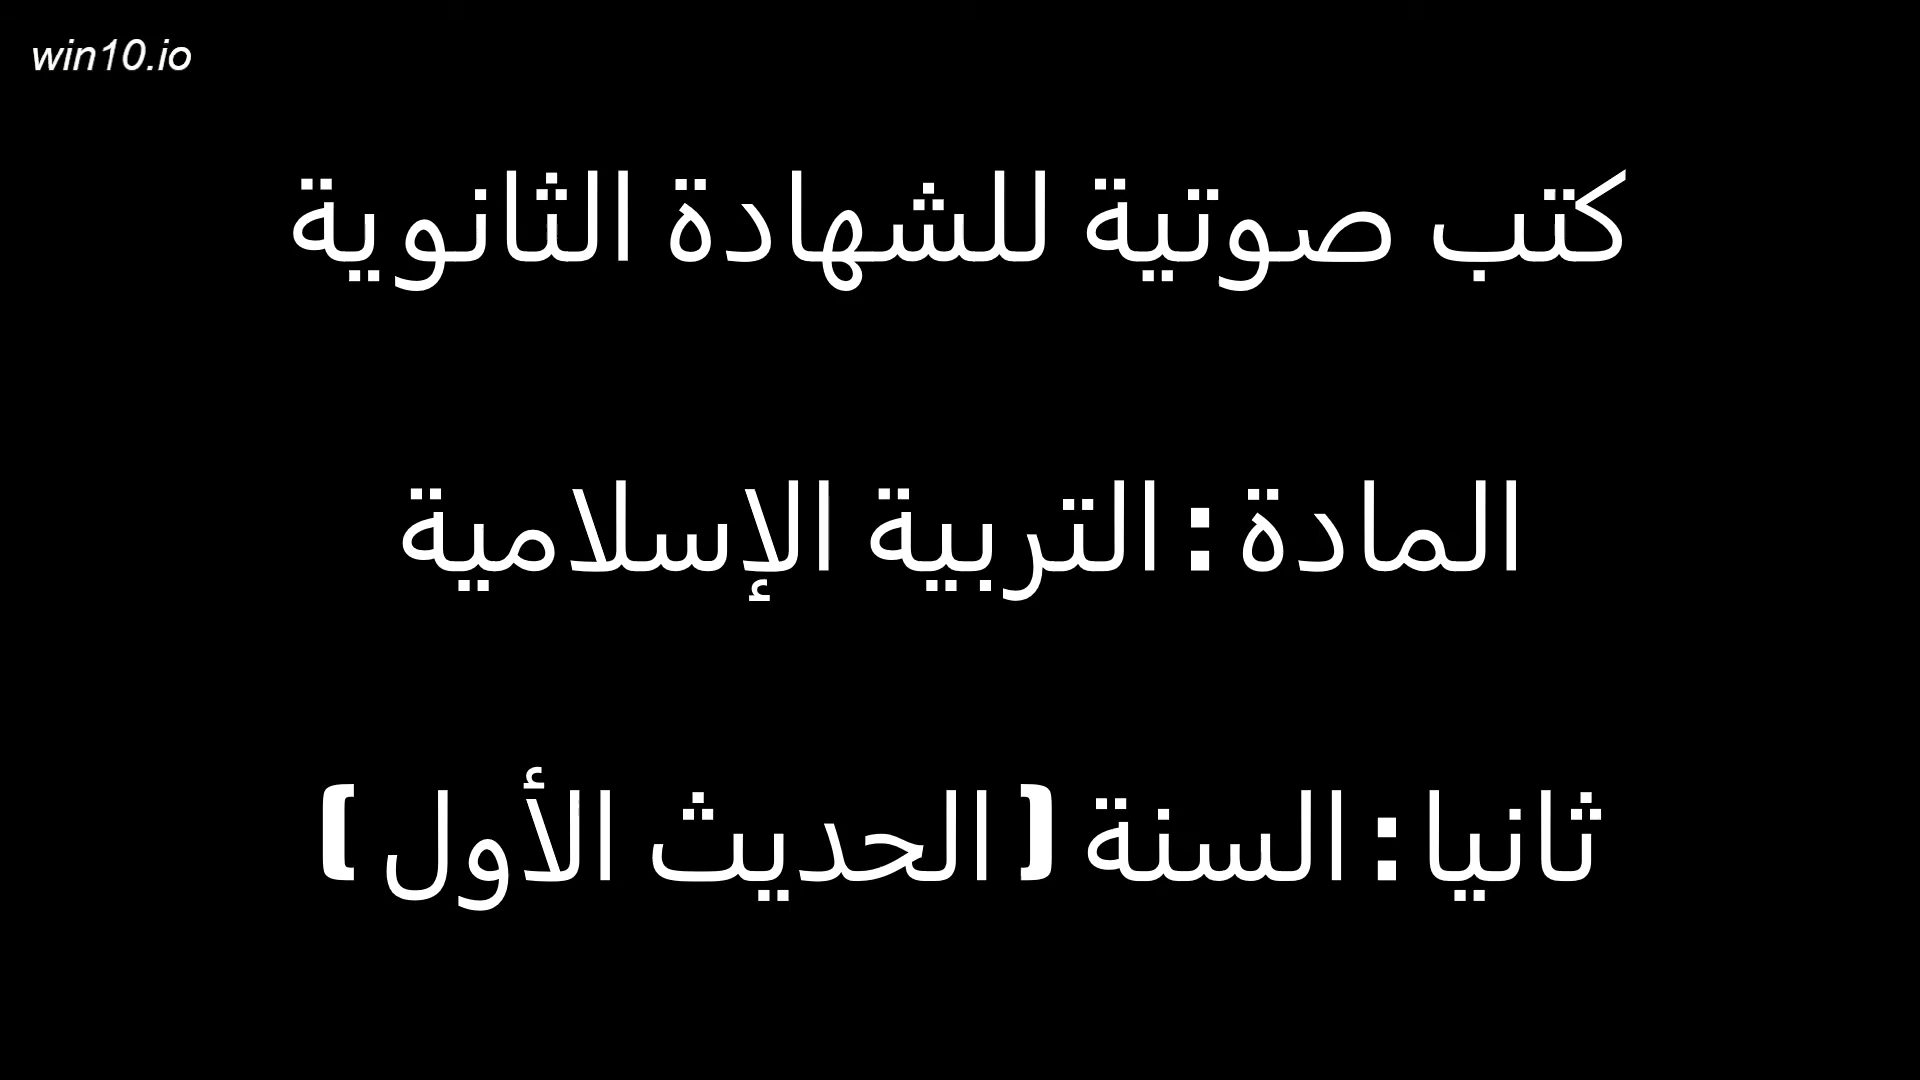 win10.io
كتب صوتية للشهادة الثانوية
المادة : التربية الإسلامية
ثانيا : السنة ( الحديث الأول )